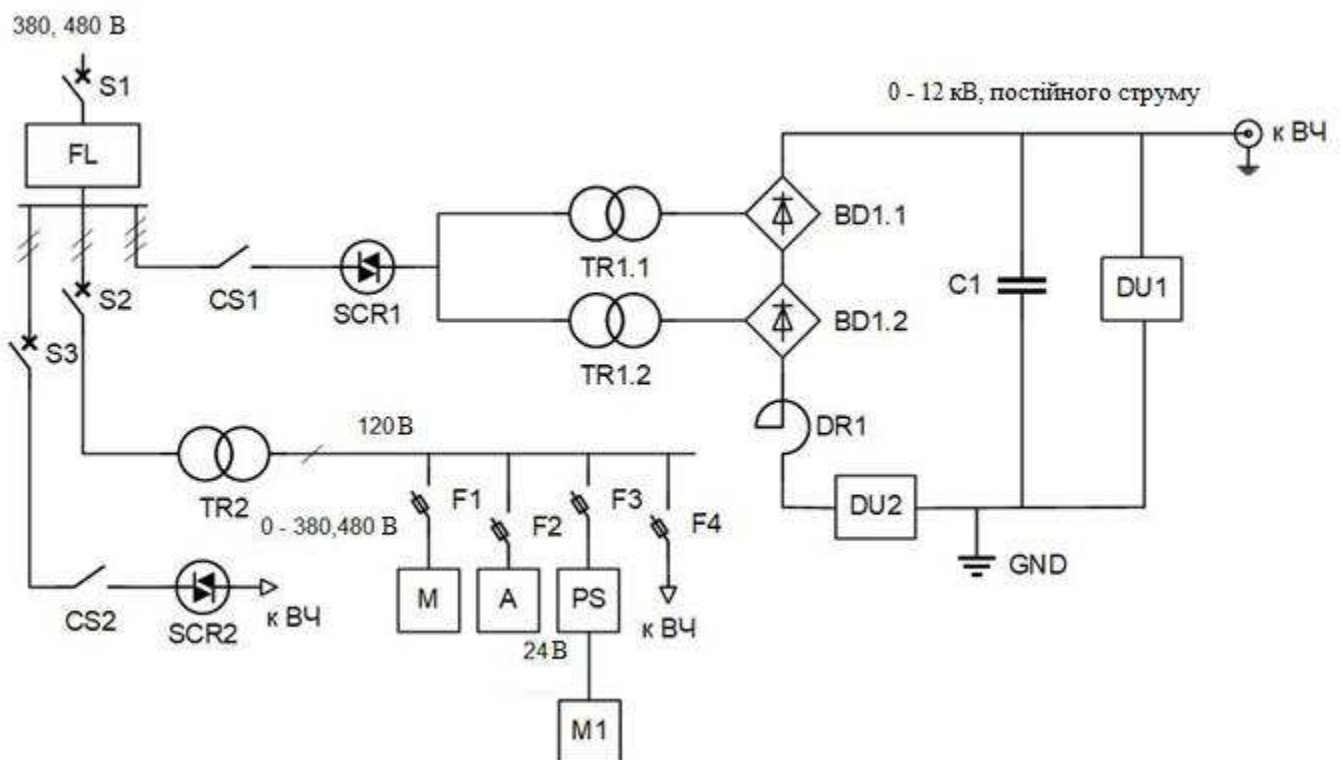 380, 480 В
S1
0 - 12 кВ, постійного струму
к ВЧ
FL
BD1.1
TR1.1
S2
CS1
SCR1
C1
DU1
BD1.2
S3
TR1.2
120 В
DR1
TR2
F1
F3
0 - 380,480 В
F2
F4
DU2
GND
M
A
PS
CS2
SCR2
к ВЧ
к ВЧ
24 В
M1